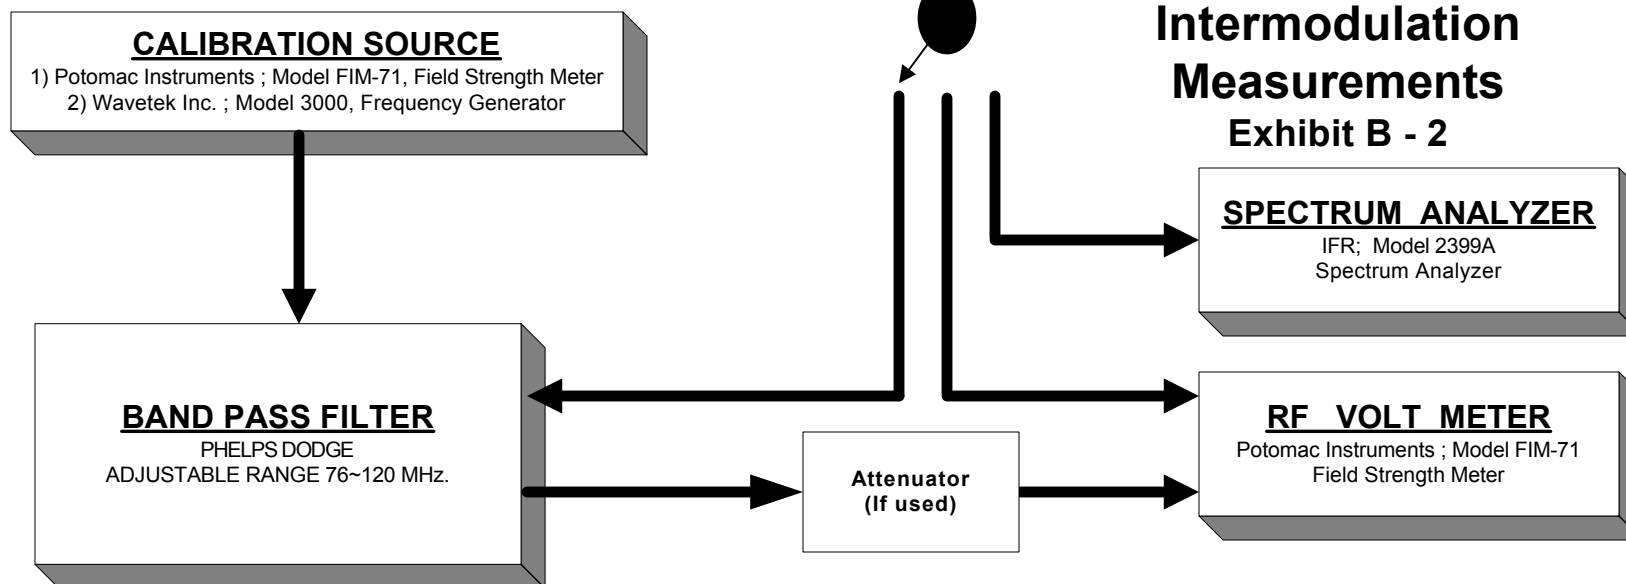 Intermodulation
Measurements
Exhibit B - 2
CALIBRATION SOURCE
1) Potomac Instruments ; Model FIM-71, Field Strength Meter
2) Wavetek Inc. ; Model 3000, Frequency Generator
SPECTRUM ANALYZER
IFR; Model 2399A
Spectrum Analyzer
BAND PASS FILTER
PHELPS DODGE
ADJUSTABLE RANGE 76~120 MHz.
Attenuator
(If used)
RF VOLT METER
Potomac Instruments ; Model FIM-71
Field Strength Meter